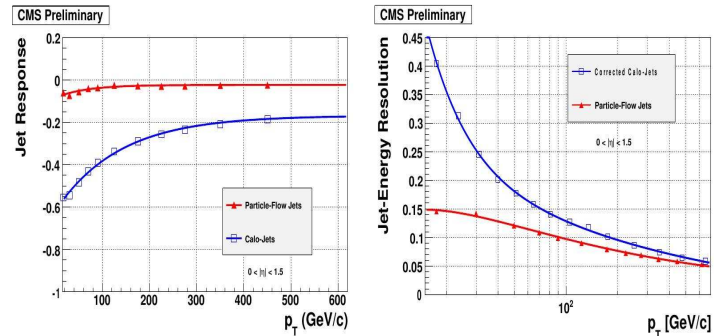 CMS Preliminary
Jet Response
0.2
0
-0.2
-0.4
-0.6
-0.8
-1
Particle-Flow Jets
Calo-Jets
0 < |η| < 1.5
100 200 300 400 500 600
p_T (GeV/c)
CMS Preliminary
Jet-Energy Resolution
0.45
0.4
0.35
0.3
0.25
0.2
0.15
0.1
0.05
0
Corrected Calo-Jets
Particle-Flow Jets
0 < |η| < 1.5
10²
p_T [GeV/c]